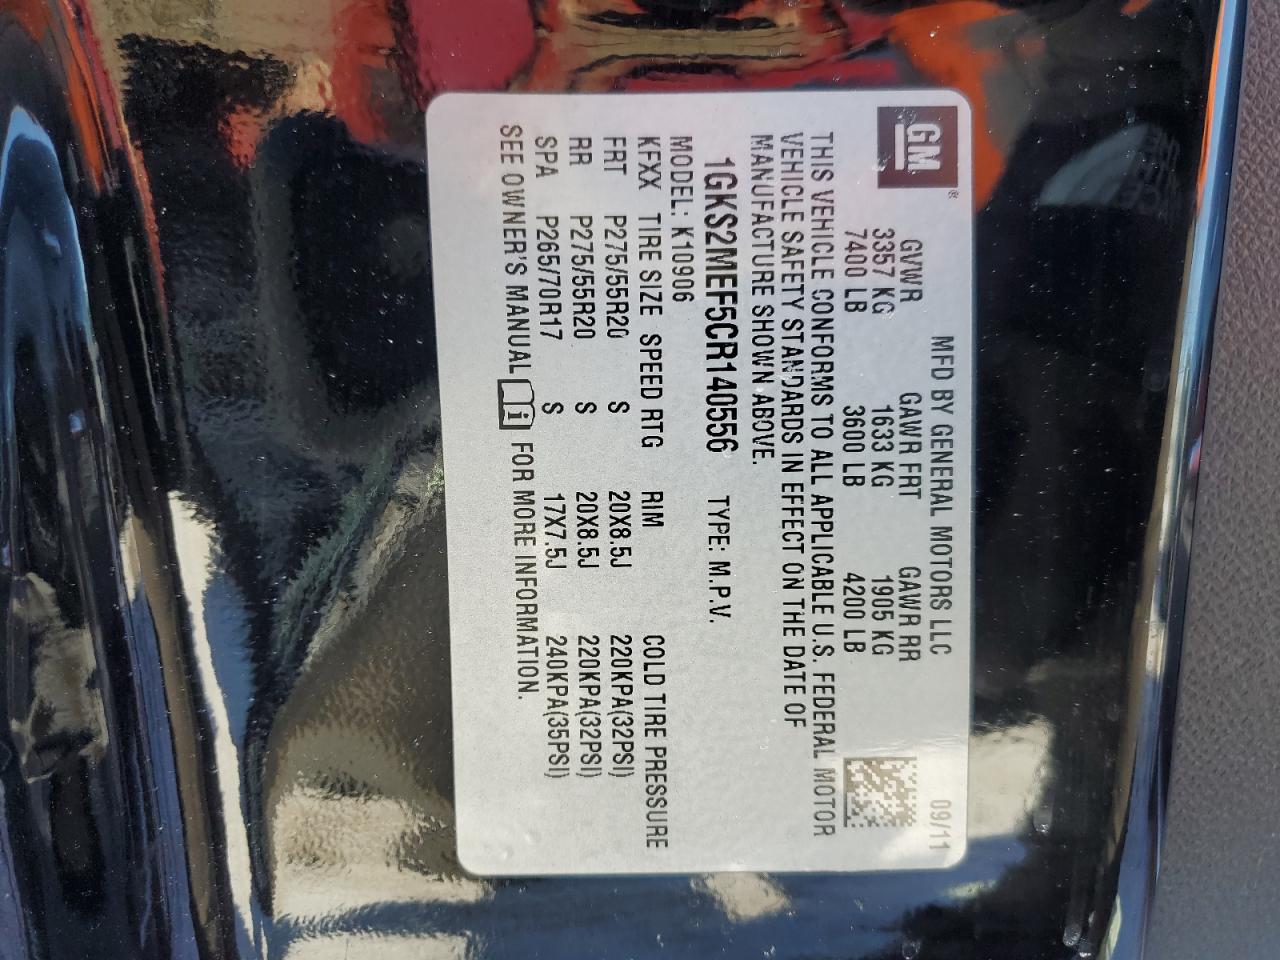 GM®
MFD BY GENERAL MOTORS LLC 09/11
GVWR GAWR FRT GAWR RR
3357 KG 1633 KG 1905 KG
7400 LB 3600 LB 4200 LB
THIS VEHICLE CONFORMS TO ALL APPLICABLE U.S. FEDERAL MOTOR
VEHICLE SAFETY STANDARDS IN EFFECT ON THE DATE OF
MANUFACTURE SHOWN ABOVE.
1GKS2MEF5CR140556 TYPE: M.P.V.
MODEL: K10906
KFXX TIRE SIZE SPEED RTG RIM COLD TIRE PRESSURE
FRT P275/55R20 S 20X8.5J 220KPA(32PSI)
RR P275/55R20 S 20X8.5J 220KPA(32PSI)
SPA P265/70R17 S 17X7.5J 240KPA(35PSI)
SEE OWNER'S MANUAL i FOR MORE INFORMATION.